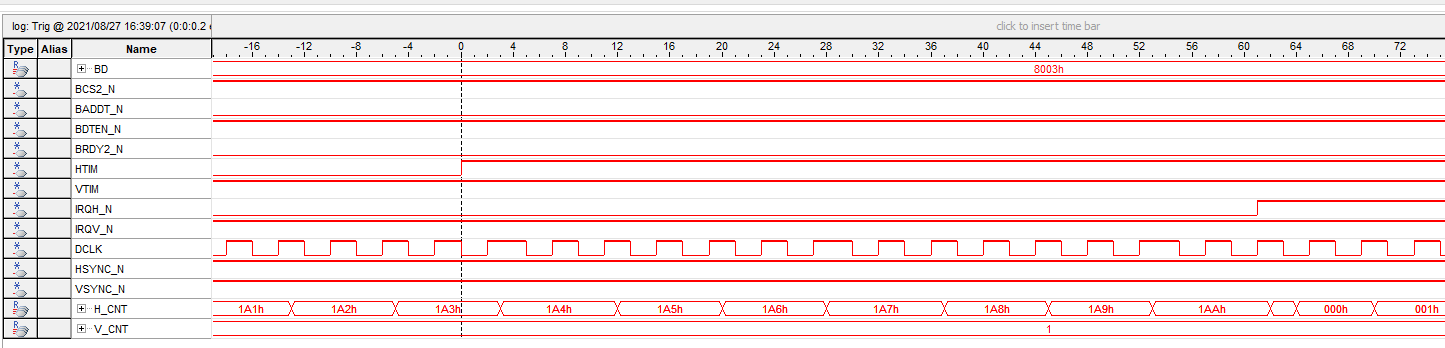 log: Trig @ 2021/08/27 16:39:07 (0:0:0.2
click to insert time bar
Type Alias Name -16 -12 -8 -4 0 4 8 12 16 20 24 28 32 36 40 44 48 52 56 60 64 68 72
BD 8003h
BCS2_N
BADDT_N
BDTEN_N
BRDY2_N
HTIM
VTIM
IRQH_N
IRQV_N
DCLK
HSYNC_N
VSYNC_N
H_CNT 1A1h 1A2h 1A3h 1A4h 1A5h 1A6h 1A7h 1A8h 1A9h 1AAh 000h 001h
V_CNT 1